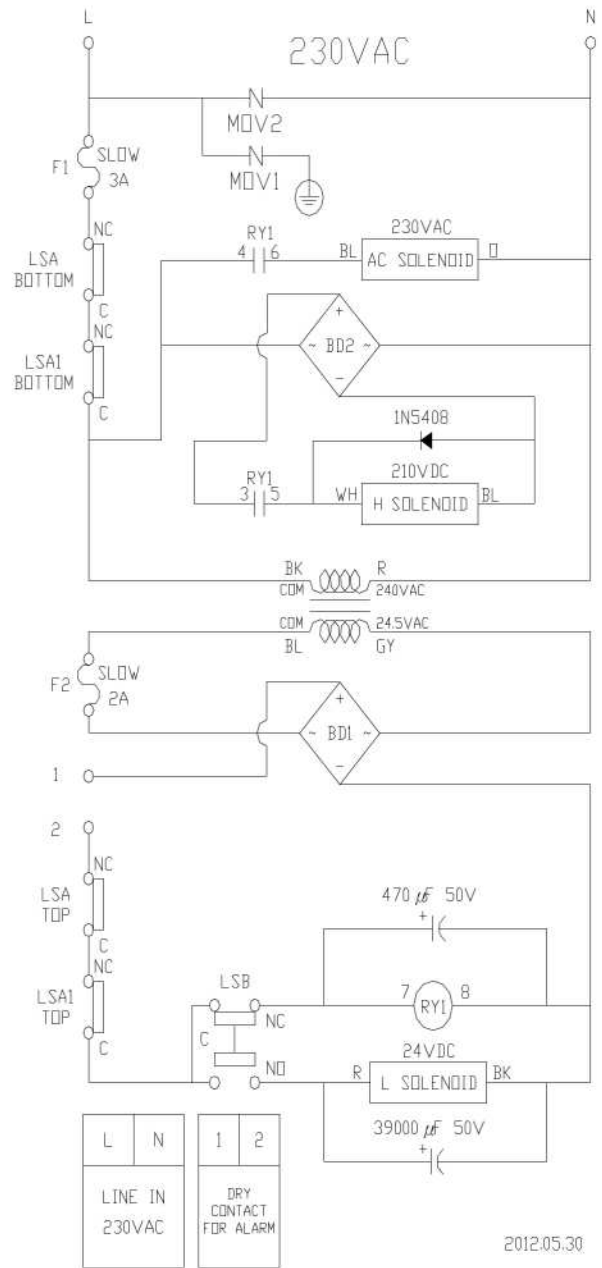 L N
230VAC
MOV2
F1 SLOW 3A
MOV1
NC
LSA BOTTOM
C
RY1
4 6
BL
230VAC
AC SOLENOID
O
NC
LSA1 BOTTOM
C
+
~ BD2 ~
-
1N5408
RY1
3 5
210VDC
WH H SOLENOID BL
BK R
COM 240VAC
COM 24.5VAC
BL GY
F2 SLOW 2A
+
~ BD1 ~
-
1
2
NC
LSA TOP
C
470 µF 50V
+
NC
LSA1 TOP
C
LSB
C
NC
NO
7 RY1 8
24VDC
R L SOLENOID BK
39000 µF 50V
+
L N
LINE IN
230VAC
1 2
DRY
CONTACT
FOR ALARM
2012.05.30